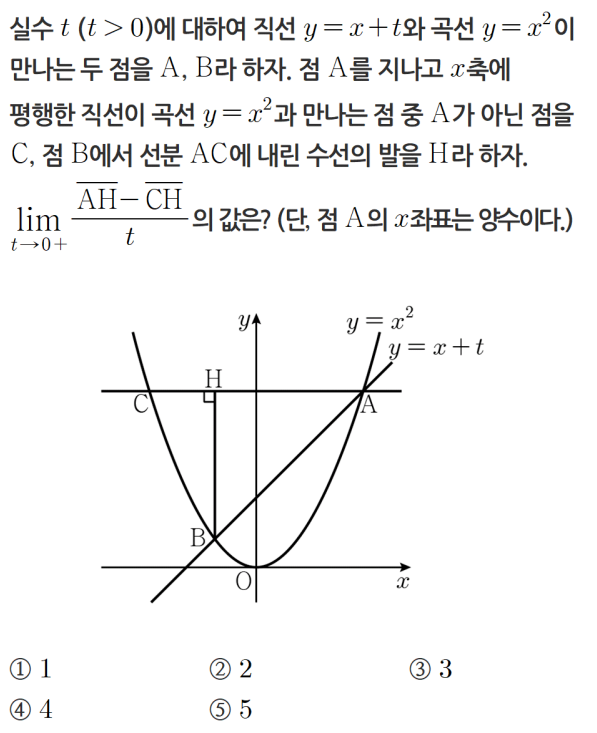 실수 t (t > 0)에 대하여 직선 y = x + t와 곡선 y = x²이
만나는 두 점을 A, B라 하자. 점 A를 지나고 x축에
평행한 직선이 곡선 y = x²과 만나는 점 중 A가 아닌 점을
C, 점 B에서 선분 AC에 내린 수선의 발을 H라 하자.
lim_{t→0+} (\overline{AH} − \overline{CH})/t 의 값은? (단, 점 A의 x좌표는 양수이다.)
y y = x²
y = x + t
H
C A
B
O x
① 1 ② 2 ③ 3
④ 4 ⑤ 5